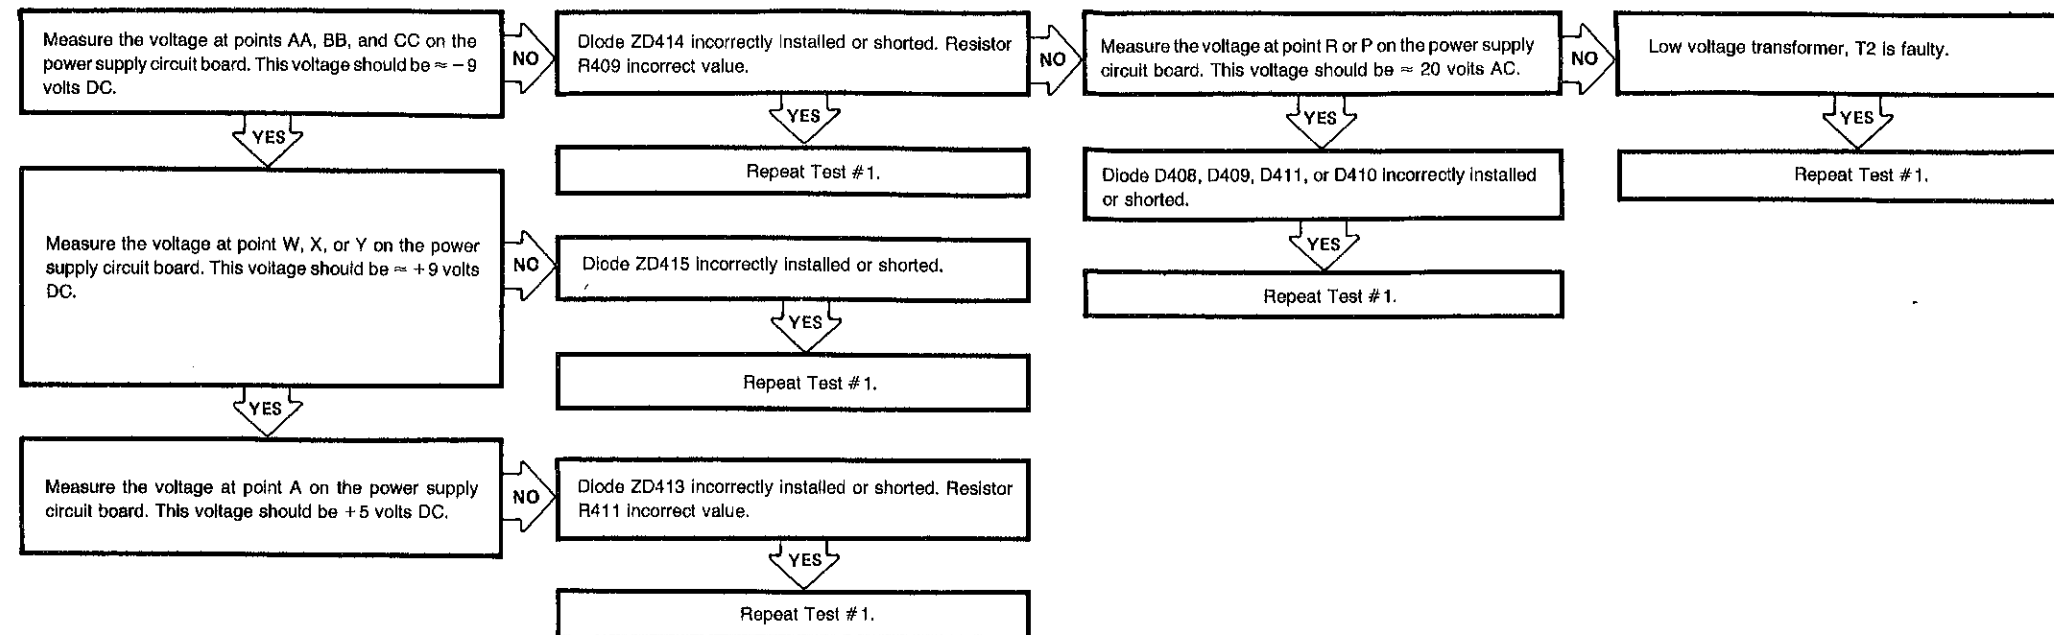 Measure the voltage at points AA, BB, and CC on the
power supply circuit board. This voltage should be ≈ −9
volts DC.
NO
Diode ZD414 incorrectly installed or shorted. Resistor
R409 incorrect value.
NO
Measure the voltage at point R or P on the power supply
circuit board. This voltage should be ≈ 20 volts AC.
NO
Low voltage transformer, T2 is faulty.
YES
YES
YES
YES
Repeat Test #1.
Diode D408, D409, D411, or D410 incorrectly installed
or shorted.
Repeat Test #1.
Measure the voltage at point W, X, or Y on the power
supply circuit board. This voltage should be ≈ +9 volts
DC.
NO
Diode ZD415 incorrectly installed or shorted.
YES
Repeat Test #1.
YES
Repeat Test #1.
YES
Measure the voltage at point A on the power supply
circuit board. This voltage should be +5 volts DC.
NO
Diode ZD413 incorrectly installed or shorted. Resistor
R411 incorrect value.
YES
Repeat Test #1.